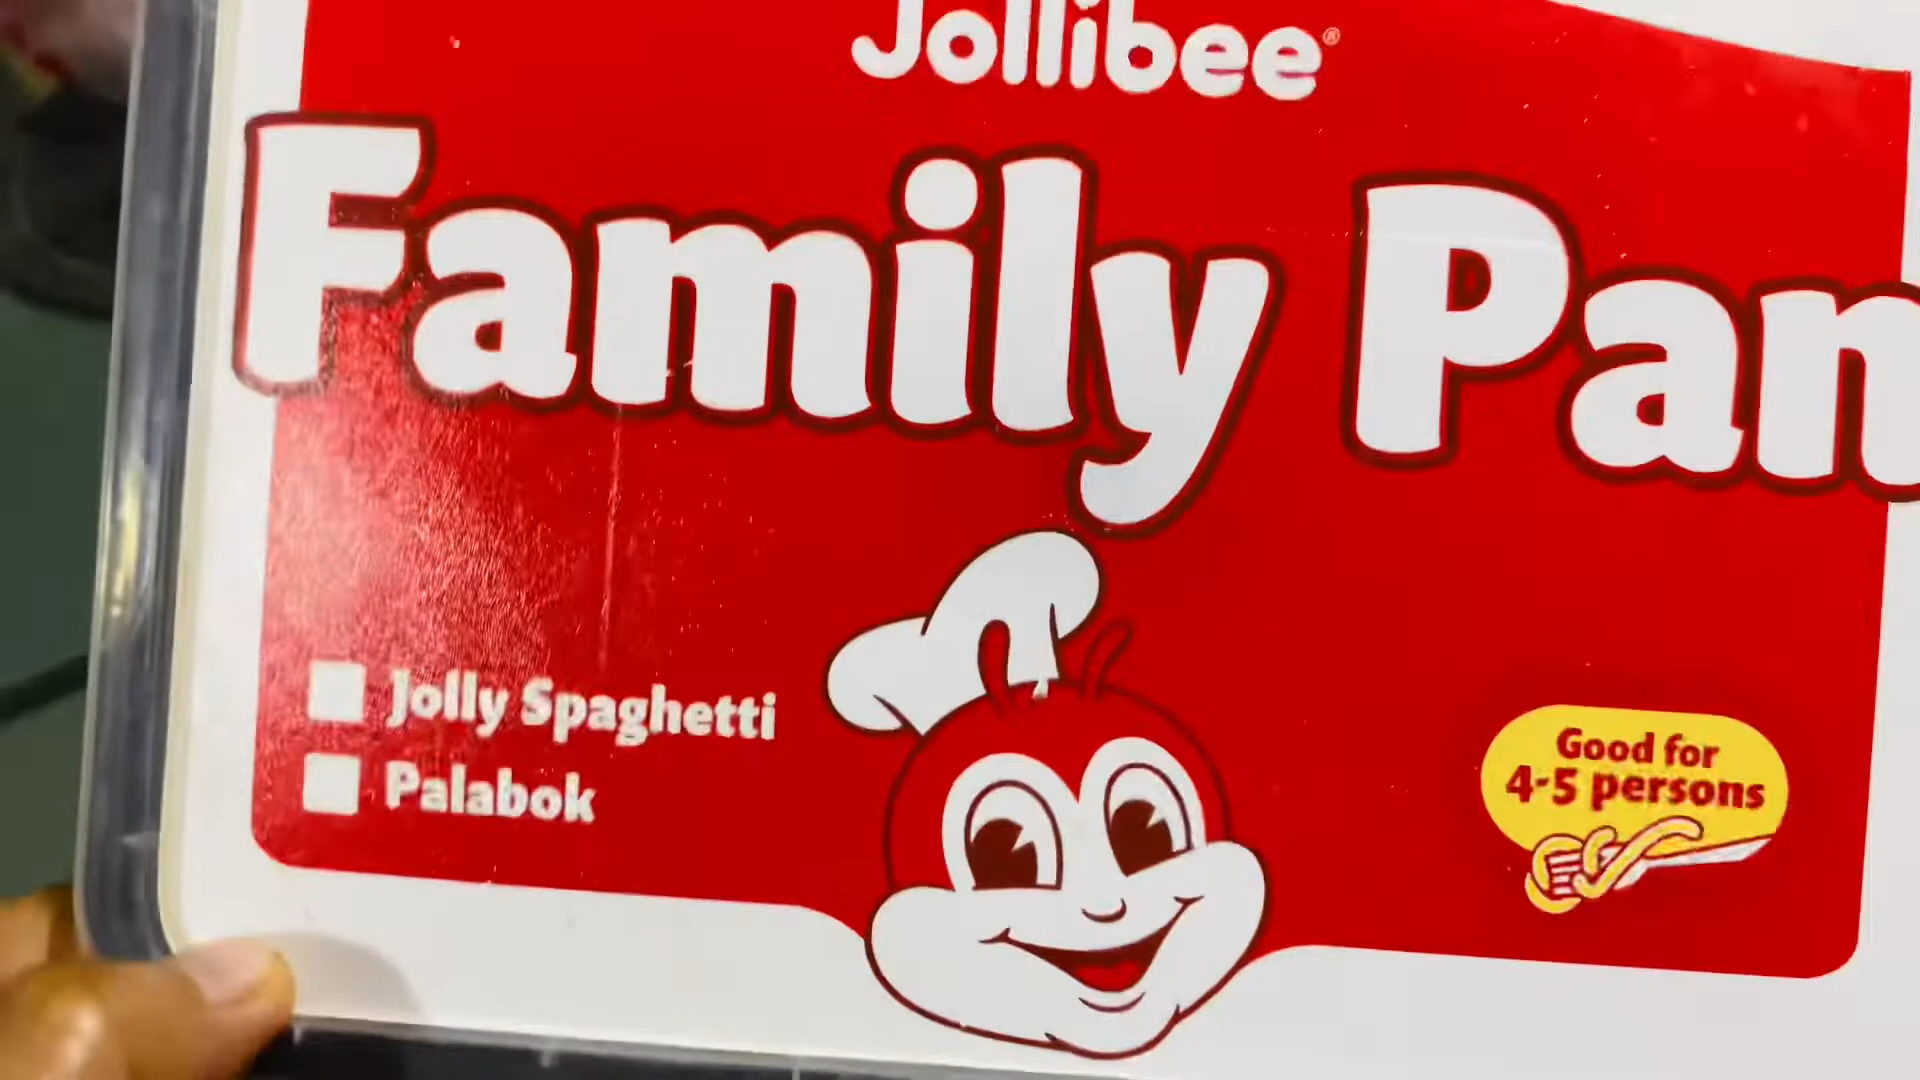 Jollibee®
Family Pan
Jolly Spaghetti
Palabok
Good for
4-5 persons